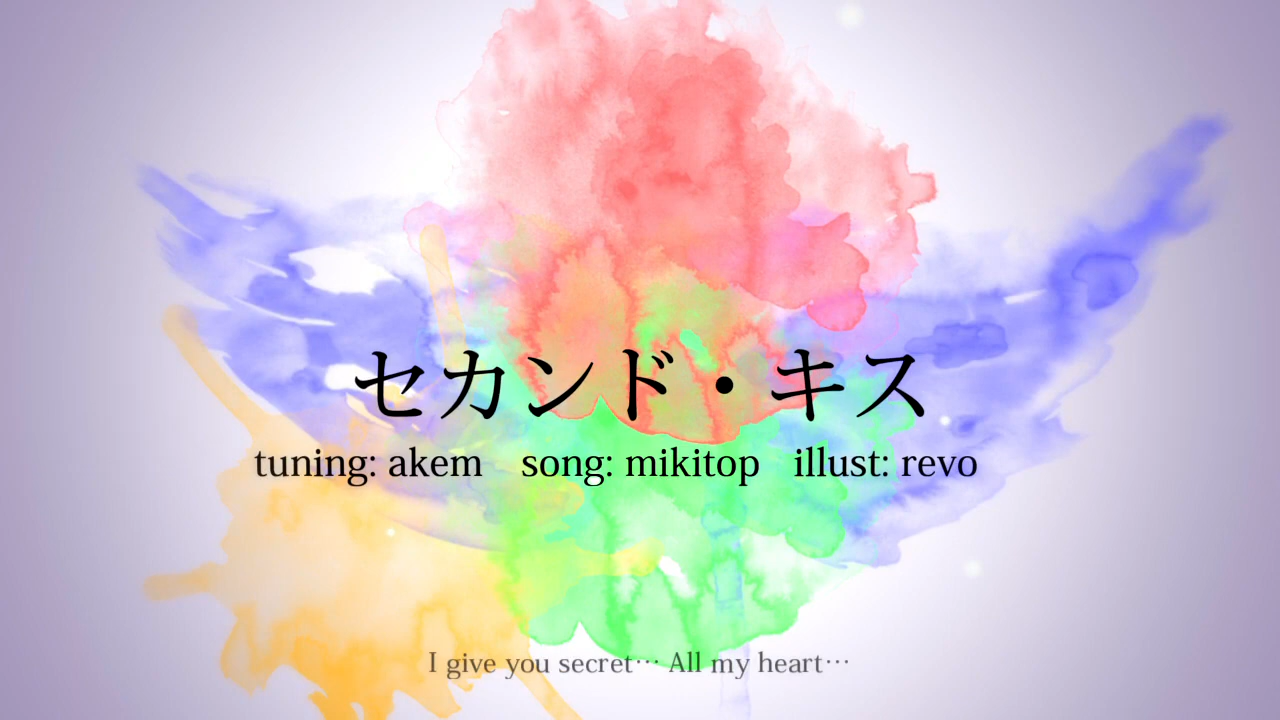 セカンド・キス
tuning: akem song: mikitop illust: revo
I give you secret… All my heart…